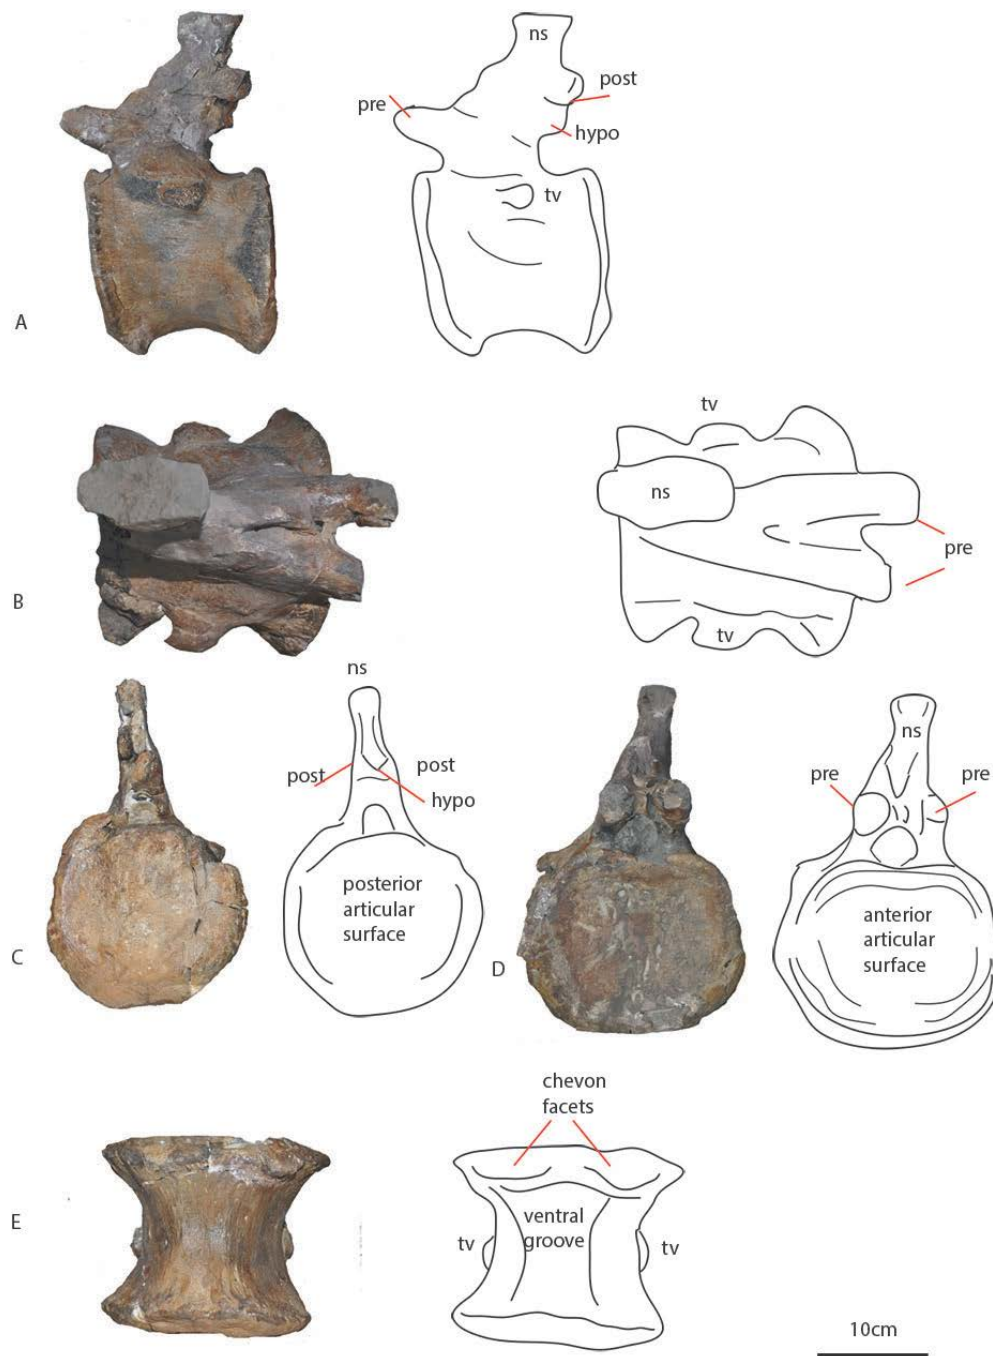 ns
pre
post
hypo
tv
A
tv
ns
pre
tv
B
ns
post
post
hypo
posterior
articular
surface
C
ns
pre
pre
anterior
articular
surface
D
chevon
facets
ventral
groove
tv
tv
E
10cm